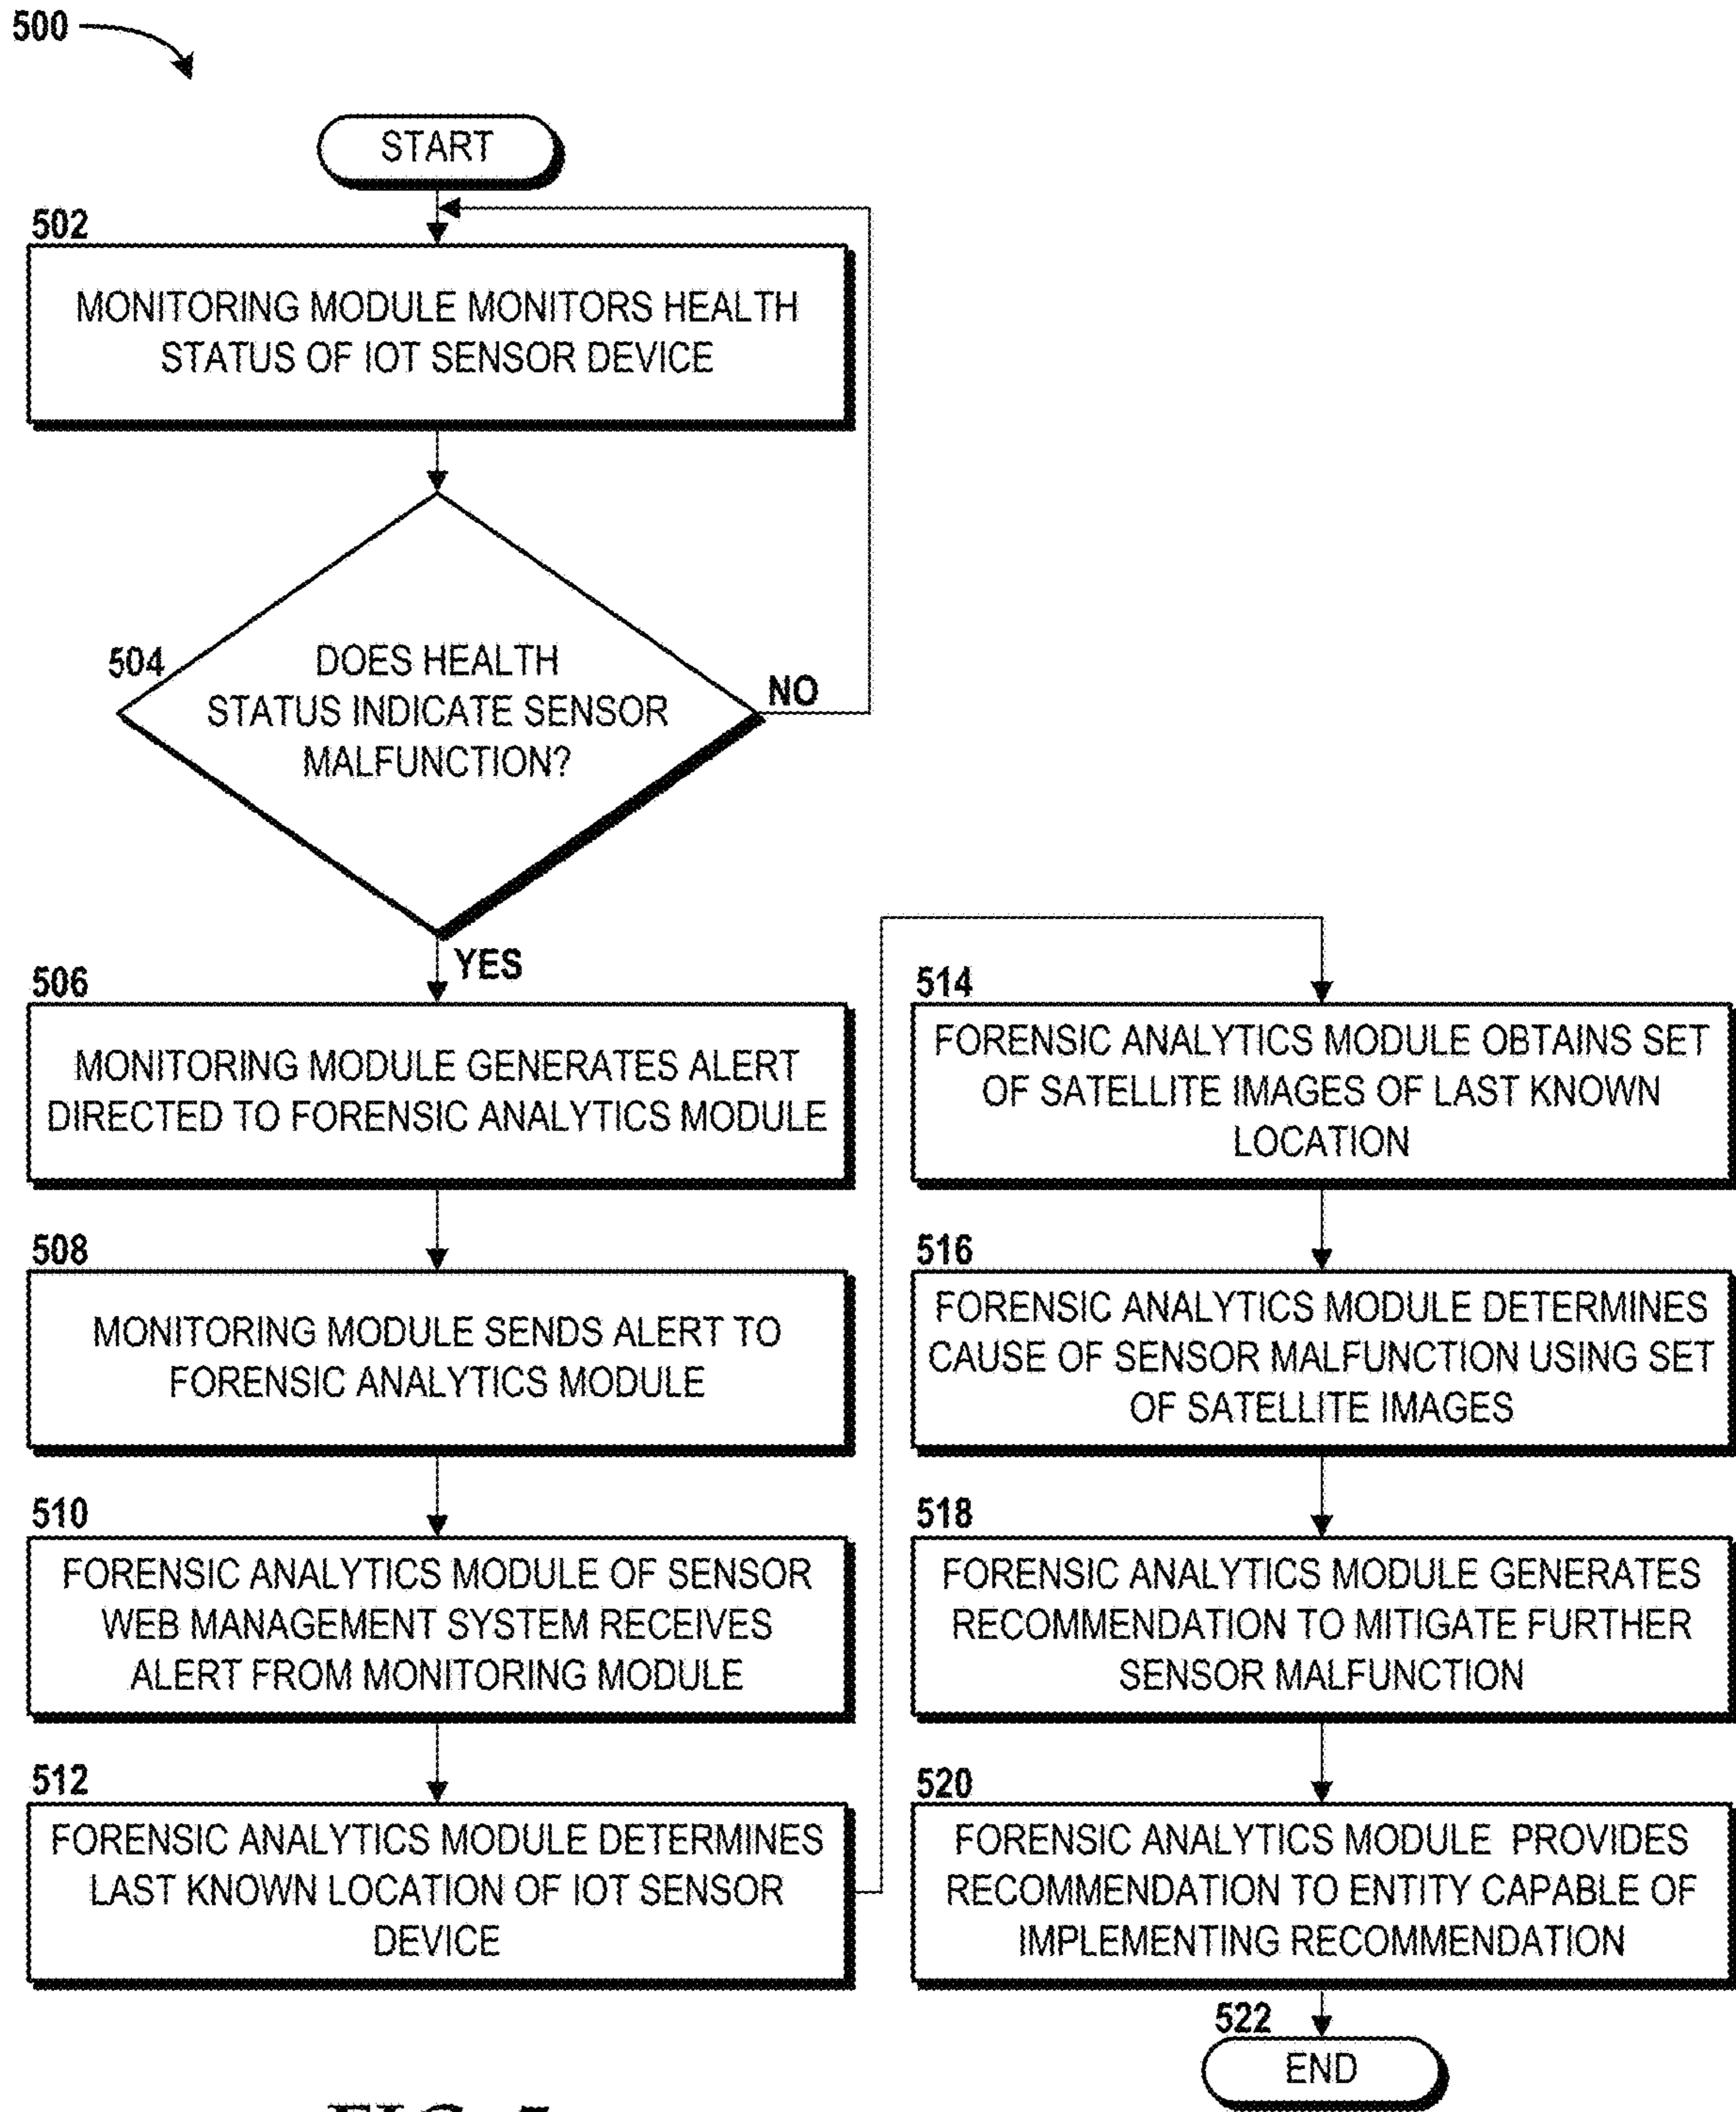 500
START
502
MONITORING MODULE MONITORS HEALTH
STATUS OF IOT SENSOR DEVICE
504
DOES HEALTH
STATUS INDICATE SENSOR
MALFUNCTION?
NO
YES
506
MONITORING MODULE GENERATES ALERT
DIRECTED TO FORENSIC ANALYTICS MODULE
508
MONITORING MODULE SENDS ALERT TO
FORENSIC ANALYTICS MODULE
510
FORENSIC ANALYTICS MODULE OF SENSOR
WEB MANAGEMENT SYSTEM RECEIVES
ALERT FROM MONITORING MODULE
512
FORENSIC ANALYTICS MODULE DETERMINES
LAST KNOWN LOCATION OF IOT SENSOR
DEVICE
514
FORENSIC ANALYTICS MODULE OBTAINS SET
OF SATELLITE IMAGES OF LAST KNOWN
LOCATION
516
FORENSIC ANALYTICS MODULE DETERMINES
CAUSE OF SENSOR MALFUNCTION USING SET
OF SATELLITE IMAGES
518
FORENSIC ANALYTICS MODULE GENERATES
RECOMMENDATION TO MITIGATE FURTHER
SENSOR MALFUNCTION
520
FORENSIC ANALYTICS MODULE PROVIDES
RECOMMENDATION TO ENTITY CAPABLE OF
IMPLEMENTING RECOMMENDATION
522
END